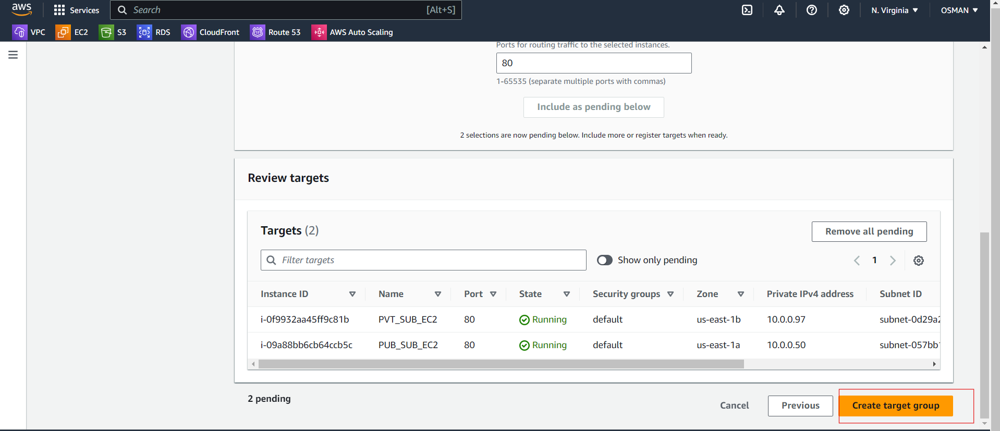 aws
Services
Search [Alt+S]
N. Virginia ▼
OSMAN ▼
VPC
EC2
S3
RDS
CloudFront
53
Route 53
AWS Auto Scaling
Ports for routing traffic to the selected instances.
80
1-65535 (separate multiple ports with commas)
Include as pending below
2 selections are now pending below. Include more or register targets when ready.
Review targets
Targets (2)
Remove all pending
Filter targets
Show only pending
1
Instance ID Name Port State Security groups Zone Private IPv4 address Subnet ID
i-0f9932aa45ff9c81b PVT_SUB_EC2 80 Running default us-east-1b 10.0.0.97 subnet-0d29a2
i-09a88bb6cb64ccb5c PUB_SUB_EC2 80 Running default us-east-1a 10.0.0.50 subnet-057bb1
2 pending
Cancel
Previous
Create target group